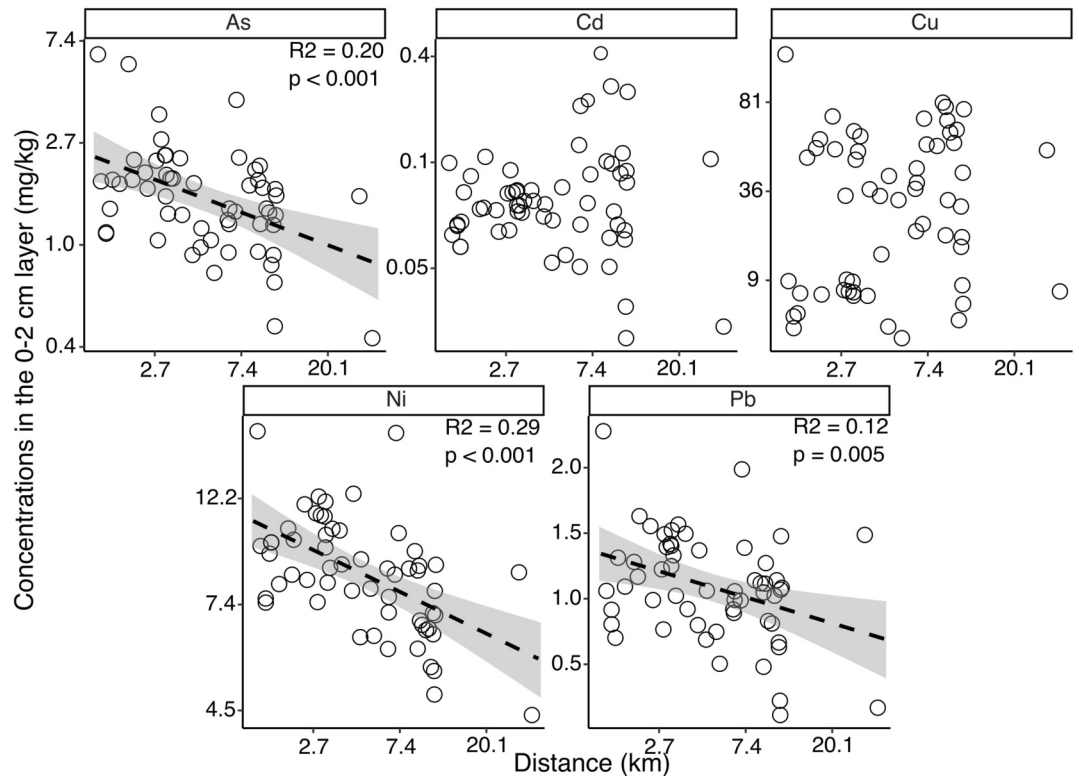 As
Cd
Cu
7.4
2.7
1.0
0.4
R2 = 0.20
p < 0.001
0.4
0.1
0.05
81
36
9
2.7 7.4 20.1
2.7 7.4 20.1
2.7 7.4 20.1
Concentrations in the 0-2 cm layer (mg/kg)
Ni
Pb
12.2
7.4
4.5
R2 = 0.29
p < 0.001
2.0
1.5
1.0
0.5
R2 = 0.12
p = 0.005
2.7 7.4 20.1
2.7 7.4 20.1
Distance (km)